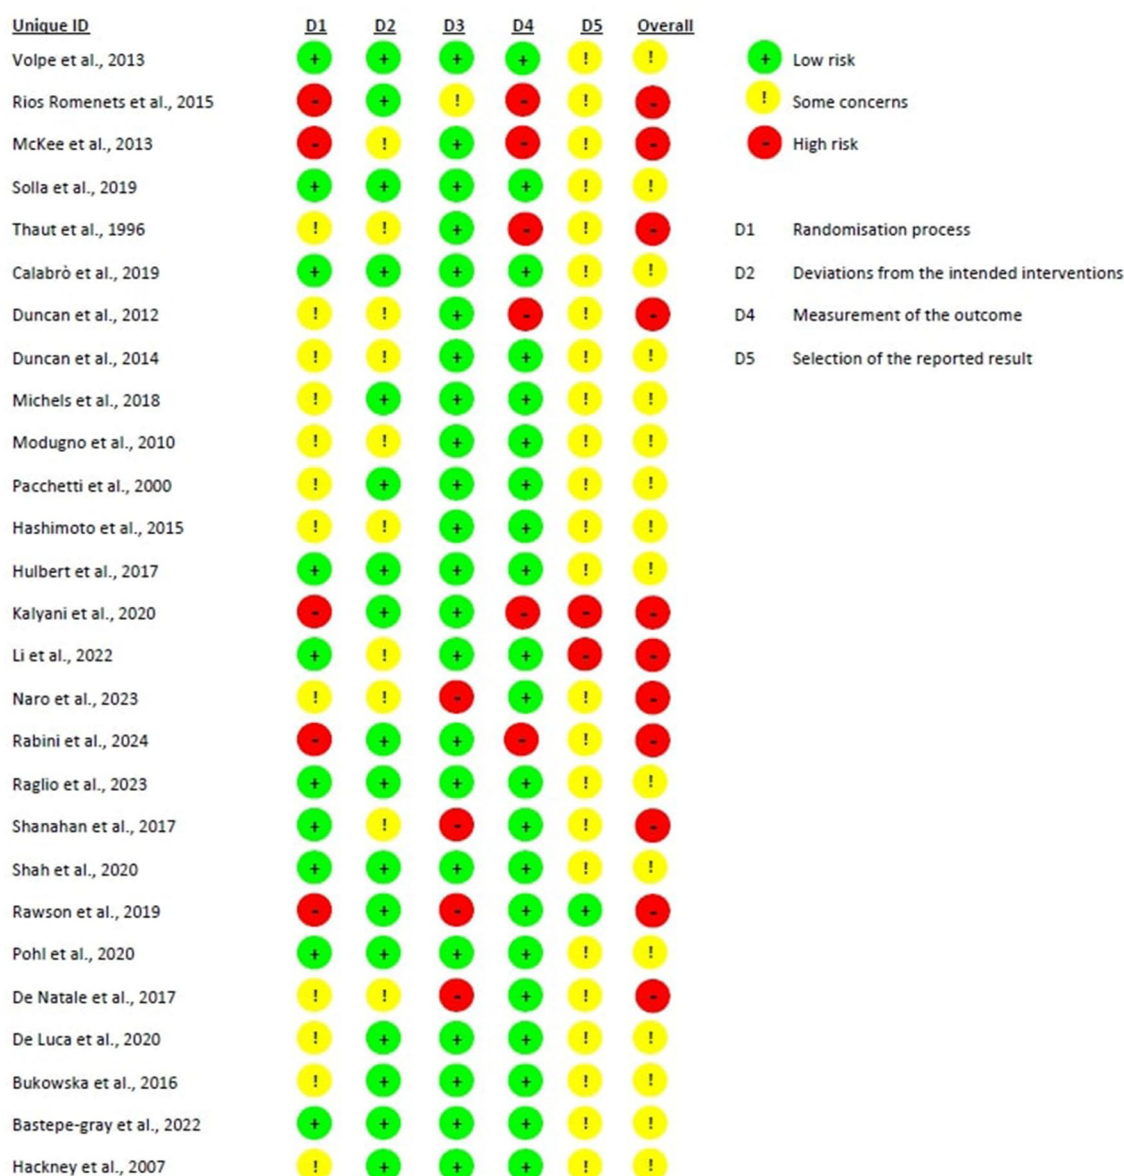 Unique ID D1 D2 D3 D4 D5 Overall
Volpe et al., 2013 + + + + ! ! + Low risk
Rios Romenets et al., 2015 - + ! - ! - ! Some concerns
McKee et al., 2013 - ! + - ! - - High risk
Solla et al., 2019 + + + + ! !
Thaut et al., 1996 ! ! + - ! - D1 Randomisation process
Calabrò et al., 2019 + + + + ! ! D2 Deviations from the intended interventions
Duncan et al., 2012 ! ! + - ! - D4 Measurement of the outcome
Duncan et al., 2014 ! ! + + ! ! D5 Selection of the reported result
Michels et al., 2018 ! + + + ! !
Modugno et al., 2010 ! ! + + ! !
Pacchetti et al., 2000 ! + + + ! !
Hashimoto et al., 2015 ! ! + + ! !
Hulbert et al., 2017 + + + + ! !
Kalyani et al., 2020 - + + - - -
Li et al., 2022 + ! + + - -
Naro et al., 2023 ! ! - + ! -
Rabini et al., 2024 - + + - ! -
Raglio et al., 2023 + + + + ! !
Shanahan et al., 2017 + ! - + ! -
Shah et al., 2020 + + + + ! !
Rawson et al., 2019 - + - + + -
Pohl et al., 2020 + + + + ! !
De Natale et al., 2017 ! ! - + ! -
De Luca et al., 2020 ! + + + ! !
Bukowska et al., 2016 ! + + + ! !
Bastepe-gray et al., 2022 + + + + ! !
Hackney et al., 2007 ! + + + ! !